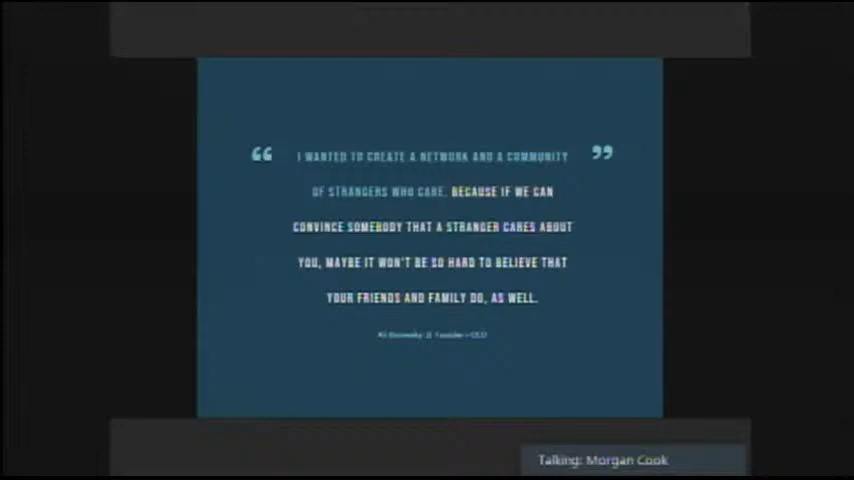 “ I WANTED TO CREATE A NETWORK AND A COMMUNITY ”
OF STRANGERS WHO CARE. BECAUSE IF WE CAN
CONVINCE SOMEBODY THAT A STRANGER CARES ABOUT
YOU, MAYBE IT WON'T BE SO HARD TO BELIEVE THAT
YOUR FRIENDS AND FAMILY DO, AS WELL.
Founder + CEO
Talking: Morgan Cook